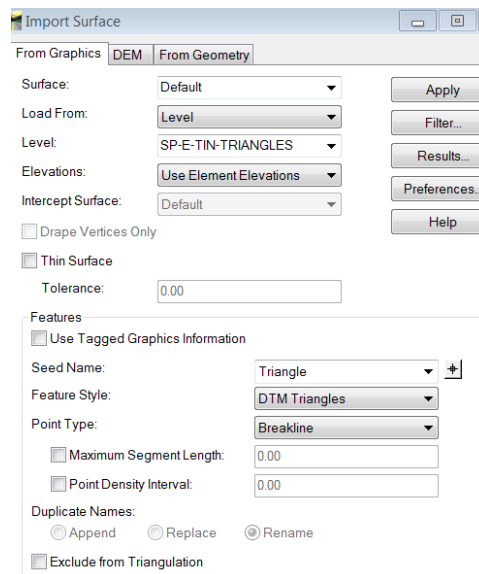 Import Surface
From Graphics DEM From Geometry
Surface: Default Apply
Load From: Level Filter...
Level: SP-E-TIN-TRIANGLES Results...
Elevations: Use Element Elevations Preferences..
Intercept Surface: Default Help
Drape Vertices Only
Thin Surface
Tolerance: 0.00
Features
Use Tagged Graphics Information
Seed Name: Triangle
Feature Style: DTM Triangles
Point Type: Breakline
Maximum Segment Length: 0.00
Point Density Interval: 0.00
Duplicate Names:
Append Replace Rename
Exclude from Triangulation